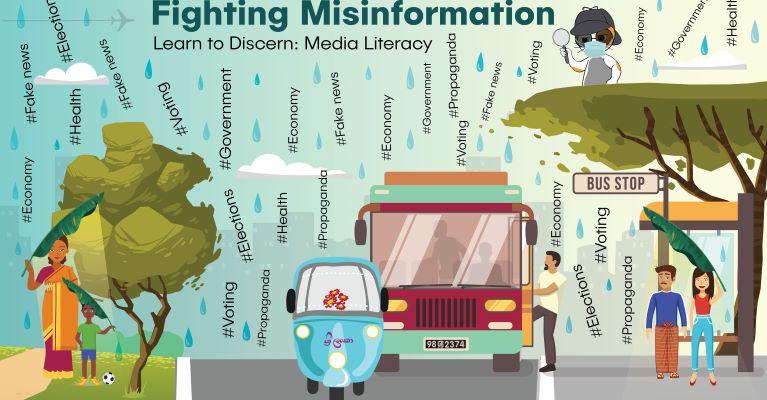 Fighting Misinformation
Learn to Discern: Media Literacy
#Fake news
#Election
#Fake news
#Health
#Economy
#Voting
#Government
#Economy
#Fake news
#Economy
#Government
#Propaganda
#Voting
#Fake news
#Voting
#Economy
#Government
#Health
#Elections
#Health
#Propaganda
#Voting
#Propaganda
BUS STOP
#Economy
#Voting
#Elections
#Propaganda
ශ්‍රී ලංකා
98 ශ්‍රී 2374